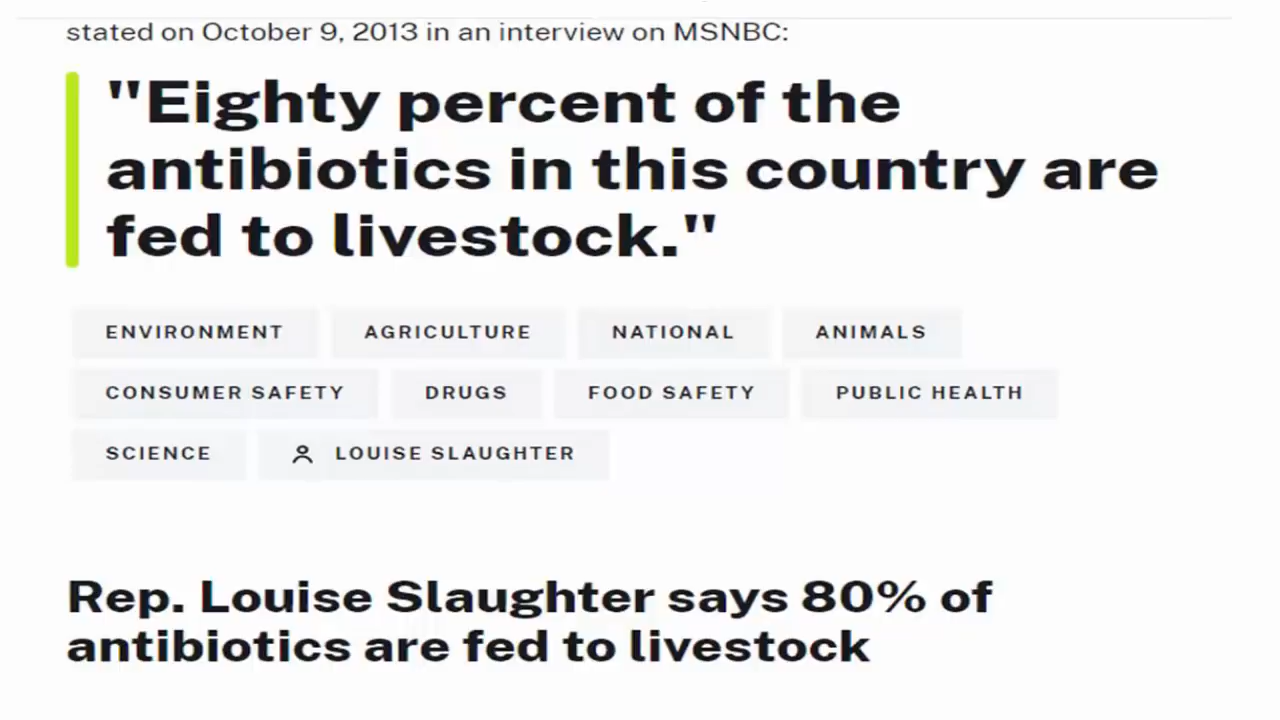 stated on October 9, 2013 in an interview on MSNBC:
"Eighty percent of the
antibiotics in this country are
fed to livestock."
ENVIRONMENT AGRICULTURE NATIONAL ANIMALS
CONSUMER SAFETY DRUGS FOOD SAFETY PUBLIC HEALTH
SCIENCE LOUISE SLAUGHTER
Rep. Louise Slaughter says 80% of
antibiotics are fed to livestock